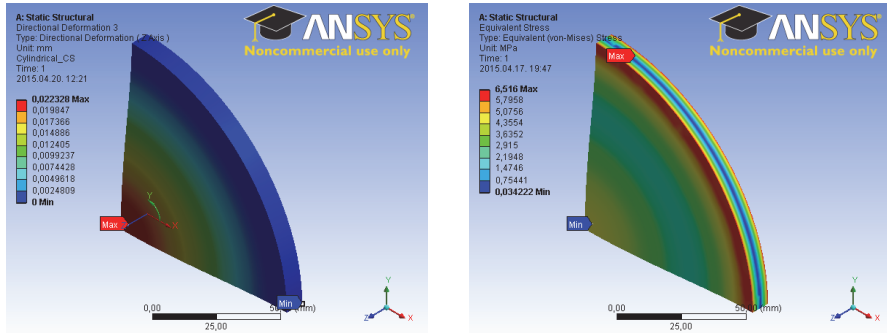 A: Static Structural
Directional Deformation 3
Type: Directional Deformation ( Z Axis )
Unit: mm
Cylindrical_CS
Time: 1
2015.04.20. 12:21
ANSYS
Noncommercial use only
0,022328 Max
0,019847
0,017366
0,014886
0,012405
0,0099237
0,0074428
0,0049618
0,0024809
0 Min
Max
Y
X
Min
0,00
(mm)
25,00
Y
Z
X
A: Static Structural
Equivalent Stress
Type: Equivalent (von-Mises) Stress
Unit: MPa
Time: 1
2015.04.17. 19:47
ANSYS
Noncommercial use only
6,516 Max
5,7958
5,0756
4,3554
3,6352
2,915
2,1948
1,4746
0,75441
0,034222 Min
Max
Min
0,00
50,00 (mm)
25,00
Y
Z
X